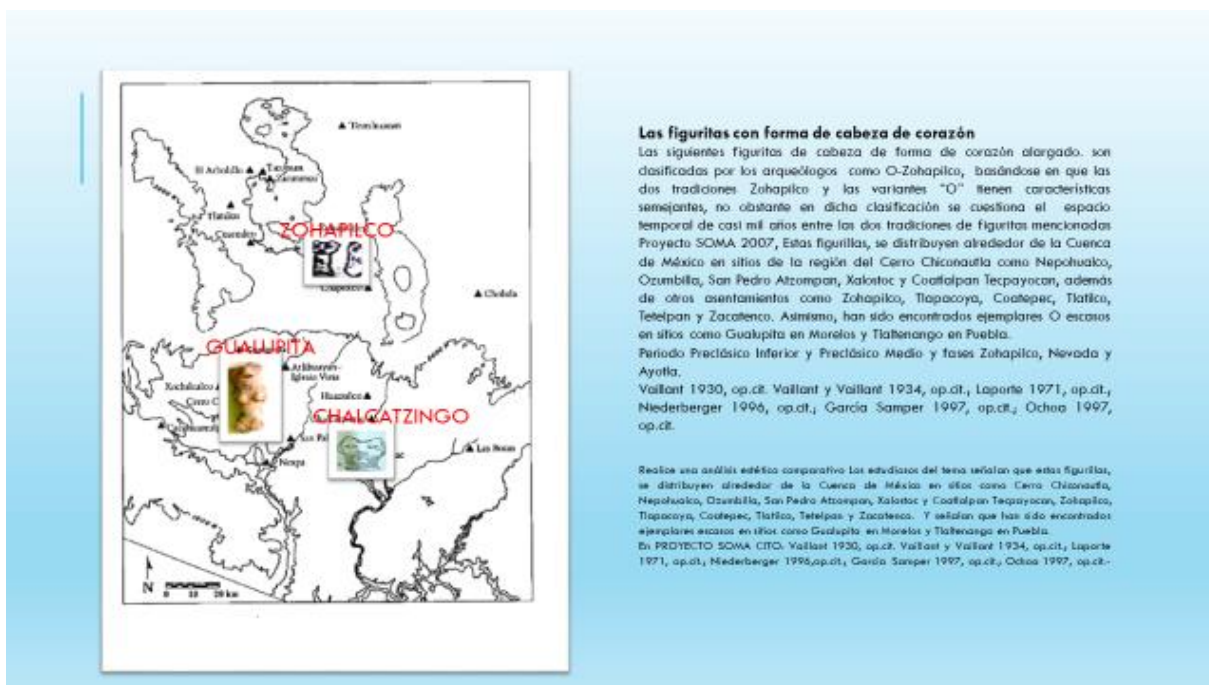 Teotihuacan
El Arbolillo
Zacatenco
Tlatilco
Cuicuilco
ZOHAPILCO
Cholula
GUALUPITA
Atlihuayan-
Iglesia Vieja
Xochicalco
Huazulco
Cerro C
CHALCATZINGO
San Pa
Las Bocas
Nexpa
N
0 10 20 km
Las figuritas con forma de cabeza de corazón
Las siguientes figuritas de cabeza de forma de corazón alargado. son
clasificadas por los arqueólogos como O-Zohapilco, basándose en que las
dos tradiciones Zohapilco y las variantes "O" tienen características
semejantes, no obstante en dicha clasificación se cuestiona el espacio
temporal de casi mil años entre las dos tradiciones de figuritas mencionadas
Proyecto SOMA 2007, Estas figurillas, se distribuyen alrededor de la Cuenca
de México en sitios de la región del Cerro Chiconautla como Nepohualco,
Ozumbilla, San Pedro Atzompan, Xalostoc y Coatlalpan Tecpayocan, además
de otros asentamientos como Zohapilco, Tlapacoya, Coatepec, Tlatilco,
Tetelpan y Zacatenco. Asimismo, han sido encontrados ejemplares O escasos
en sitios como Gualupita en Morelos y Tlaltenango en Puebla.
Periodo Preclásico Inferior y Preclásico Medio y fases Zohapilco, Nevada y
Ayotla.
Vaillant 1930, op.cit. Vaillant y Vaillant 1934, op.cit., Laporte 1971, op.cit.,
Niederberger 1996, op.cit.; García Samper 1997, op.cit.; Ochoa 1997,
op.cit.
Realice una análisis estético comparativo Los estudiosos del tema señalan que estas figurillas,
se distribuyen alrededor de la Cuenca de México en sitios como Cerro Chiconautla,
Nepohualco, Ozumbilla, San Pedro Atzompan, Xalostoc y Coatlalpan Tecpayocan, Zohapilco,
Tlapacoya, Coatepec, Tlatilco, Tetelpan y Zacatenco. Y señalan que han sido encontrados
ejemplares escasos en sitios como Gualupita en Morelos y Tlaltenango en Puebla.
En PROYECTO SOMA CITO: Vaillant 1930, op.cit. Vaillant y Vaillant 1934, op.cit.; Laporte
1971, op.cit.; Niederberger 1996,op.cit.; García Samper 1997, op.cit.; Ochoa 1997, op.cit.-